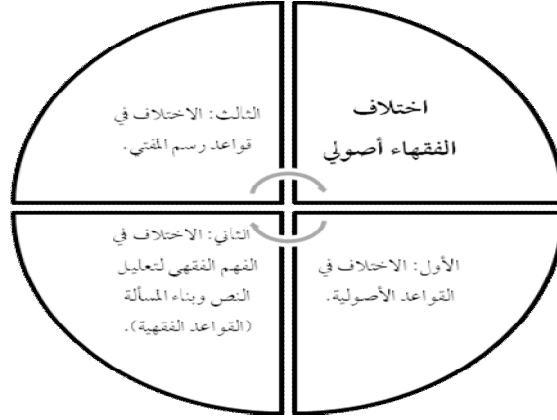 اختلاف
الفقهاء أصولي
الأول: الاختلاف في
القواعد الأصولية.
الثاني: الاختلاف في
الفهم الفقهي لتعليل
النص وبناء المسألة
(القواعد الفقهية).
الثالث: الاختلاف في
قواعد رسم المفتي.